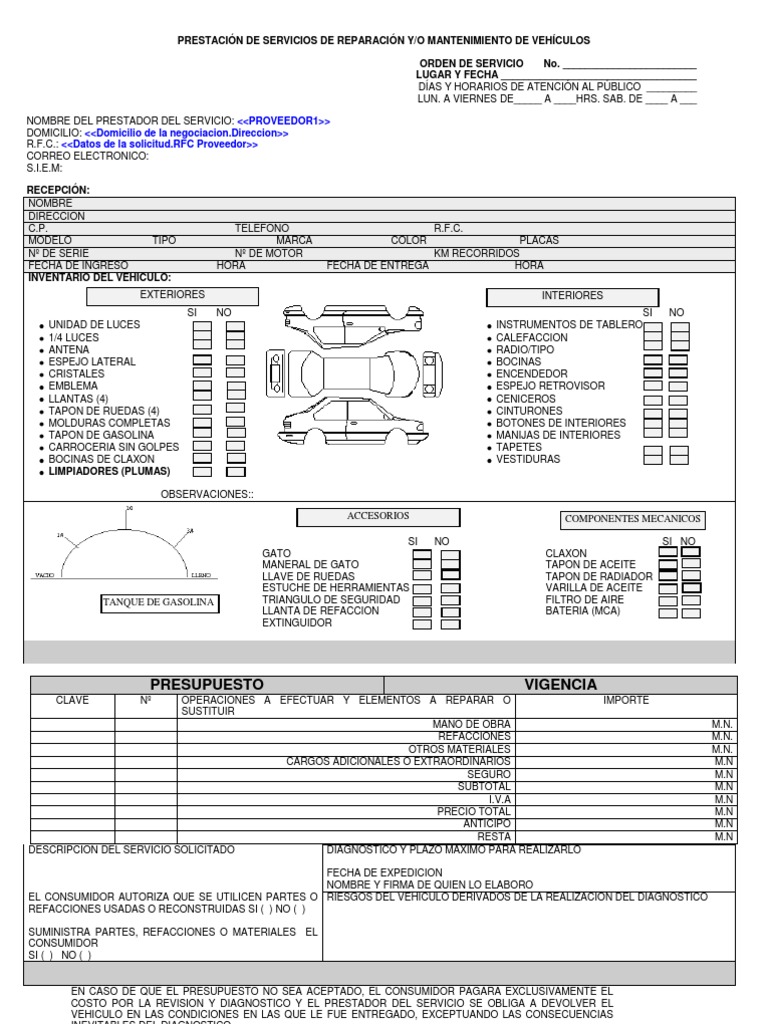 PRESTACIÓN DE SERVICIOS DE REPARACIÓN Y/O MANTENIMIENTO DE VEHÍCULOS
ORDEN DE SERVICIO No. ________________________
LUGAR Y FECHA ___________________________________
DÍAS Y HORARIOS DE ATENCIÓN AL PÚBLICO _________
LUN. A VIERNES DE_____ A ____HRS. SAB. DE ____ A ___
NOMBRE DEL PRESTADOR DEL SERVICIO: <<PROVEEDOR1>>
DOMICILIO: <<Domicilio de la negociacion.Direccion>>
R.F.C.: <<Datos de la solicitud.RFC Proveedor>>
CORREO ELECTRONICO:
S.I.E.M:
RECEPCIÓN:
NOMBRE
DIRECCION
C.P. TELEFONO R.F.C.
MODELO TIPO MARCA COLOR PLACAS
Nº DE SERIE Nº DE MOTOR KM RECORRIDOS
FECHA DE INGRESO HORA FECHA DE ENTREGA HORA
INVENTARIO DEL VEHICULO:
EXTERIORES
SI NO
• UNIDAD DE LUCES
• 1/4 LUCES
• ANTENA
• ESPEJO LATERAL
• CRISTALES
• EMBLEMA
• LLANTAS (4)
• TAPON DE RUEDAS (4)
• MOLDURAS COMPLETAS
• TAPON DE GASOLINA
• CARROCERIA SIN GOLPES
• BOCINAS DE CLAXON
• LIMPIADORES (PLUMAS)
INTERIORES
SI NO
• INSTRUMENTOS DE TABLERO
• CALEFACCION
• RADIO/TIPO
• BOCINAS
• ENCENDEDOR
• ESPEJO RETROVISOR
• CENICEROS
• CINTURONES
• BOTONES DE INTERIORES
• MANIJAS DE INTERIORES
• TAPETES
• VESTIDURAS
OBSERVACIONES::
VACIO
LLENO
TANQUE DE GASOLINA
ACCESORIOS
SI NO
GATO
MANERAL DE GATO
LLAVE DE RUEDAS
ESTUCHE DE HERRAMIENTAS
TRIANGULO DE SEGURIDAD
LLANTA DE REFACCION
EXTINGUIDOR
COMPONENTES MECANICOS
SI NO
CLAXON
TAPON DE ACEITE
TAPON DE RADIADOR
VARILLA DE ACEITE
FILTRO DE AIRE
BATERIA (MCA)
PRESUPUESTO VIGENCIA
CLAVE Nº OPERACIONES A EFECTUAR Y ELEMENTOS A REPARAR O IMPORTE
SUSTITUIR
MANO DE OBRA M.N.
REFACCIONES M.N.
OTROS MATERIALES M.N.
CARGOS ADICIONALES O EXTRAORDINARIOS M.N
SEGURO M.N
SUBTOTAL M.N
I.V.A M.N
PRECIO TOTAL M.N
ANTICIPO M.N
RESTA M.N
DESCRIPCION DEL SERVICIO SOLICITADO
DIAGNOSTICO Y PLAZO MAXIMO PARA REALIZARLO
FECHA DE EXPEDICION
NOMBRE Y FIRMA DE QUIEN LO ELABORO
EL CONSUMIDOR AUTORIZA QUE SE UTILICEN PARTES O
REFACCIONES USADAS O RECONSTRUIDAS SI ( ) NO ( )
SUMINISTRA PARTES, REFACCIONES O MATERIALES EL
CONSUMIDOR
SI ( ) NO ( )
RIESGOS DEL VEHICULO DERIVADOS DE LA REALIZACION DEL DIAGNOSTICO
EN CASO DE QUE EL PRESUPUESTO NO SEA ACEPTADO, EL CONSUMIDOR PAGARA EXCLUSIVAMENTE EL
COSTO POR LA REVISION Y DIAGNOSTICO Y EL PRESTADOR DEL SERVICIO SE OBLIGA A DEVOLVER EL
VEHICULO EN LAS CONDICIONES EN LAS QUE LE FUE ENTREGADO, EXCEPTUANDO LAS CONSECUENCIAS
INEVITABLES DEL DIAGNOSTICO